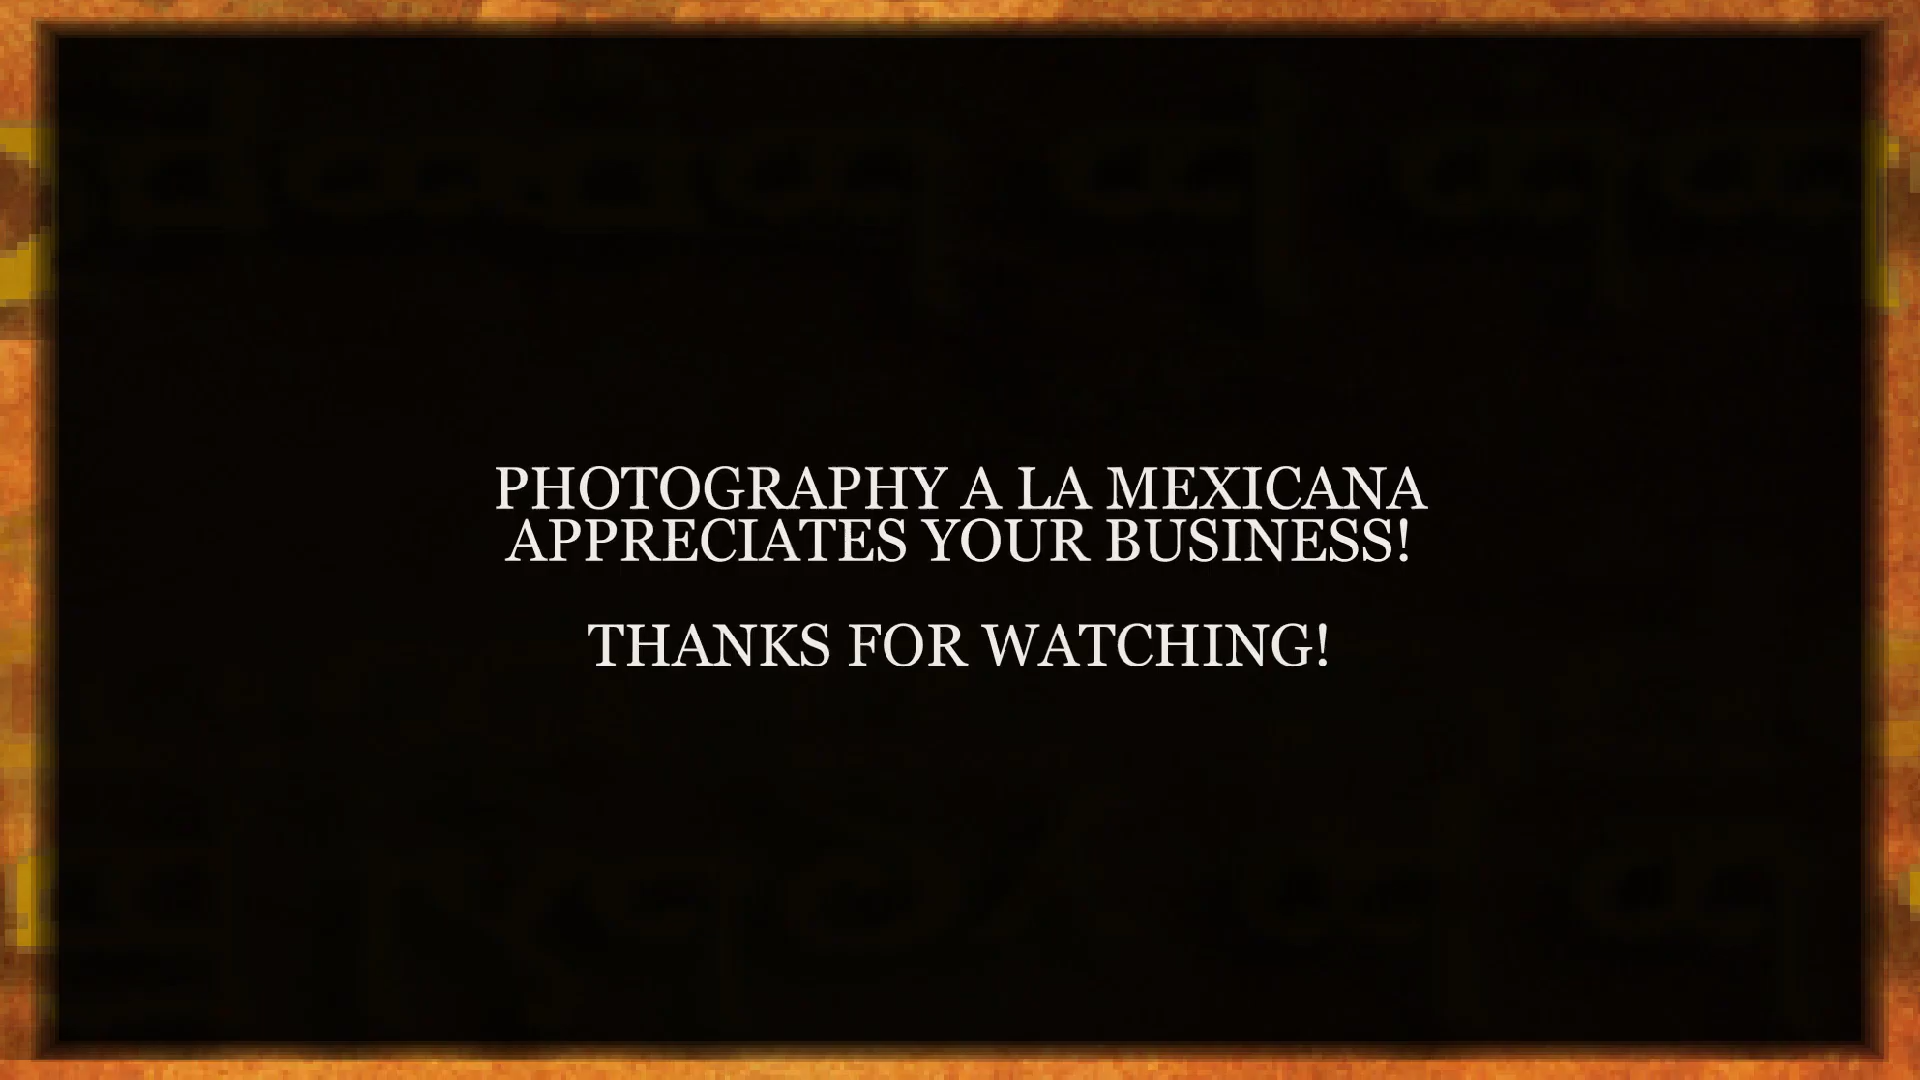 PHOTOGRAPHY A LA MEXICANA
APPRECIATES YOUR BUSINESS!
THANKS FOR WATCHING!